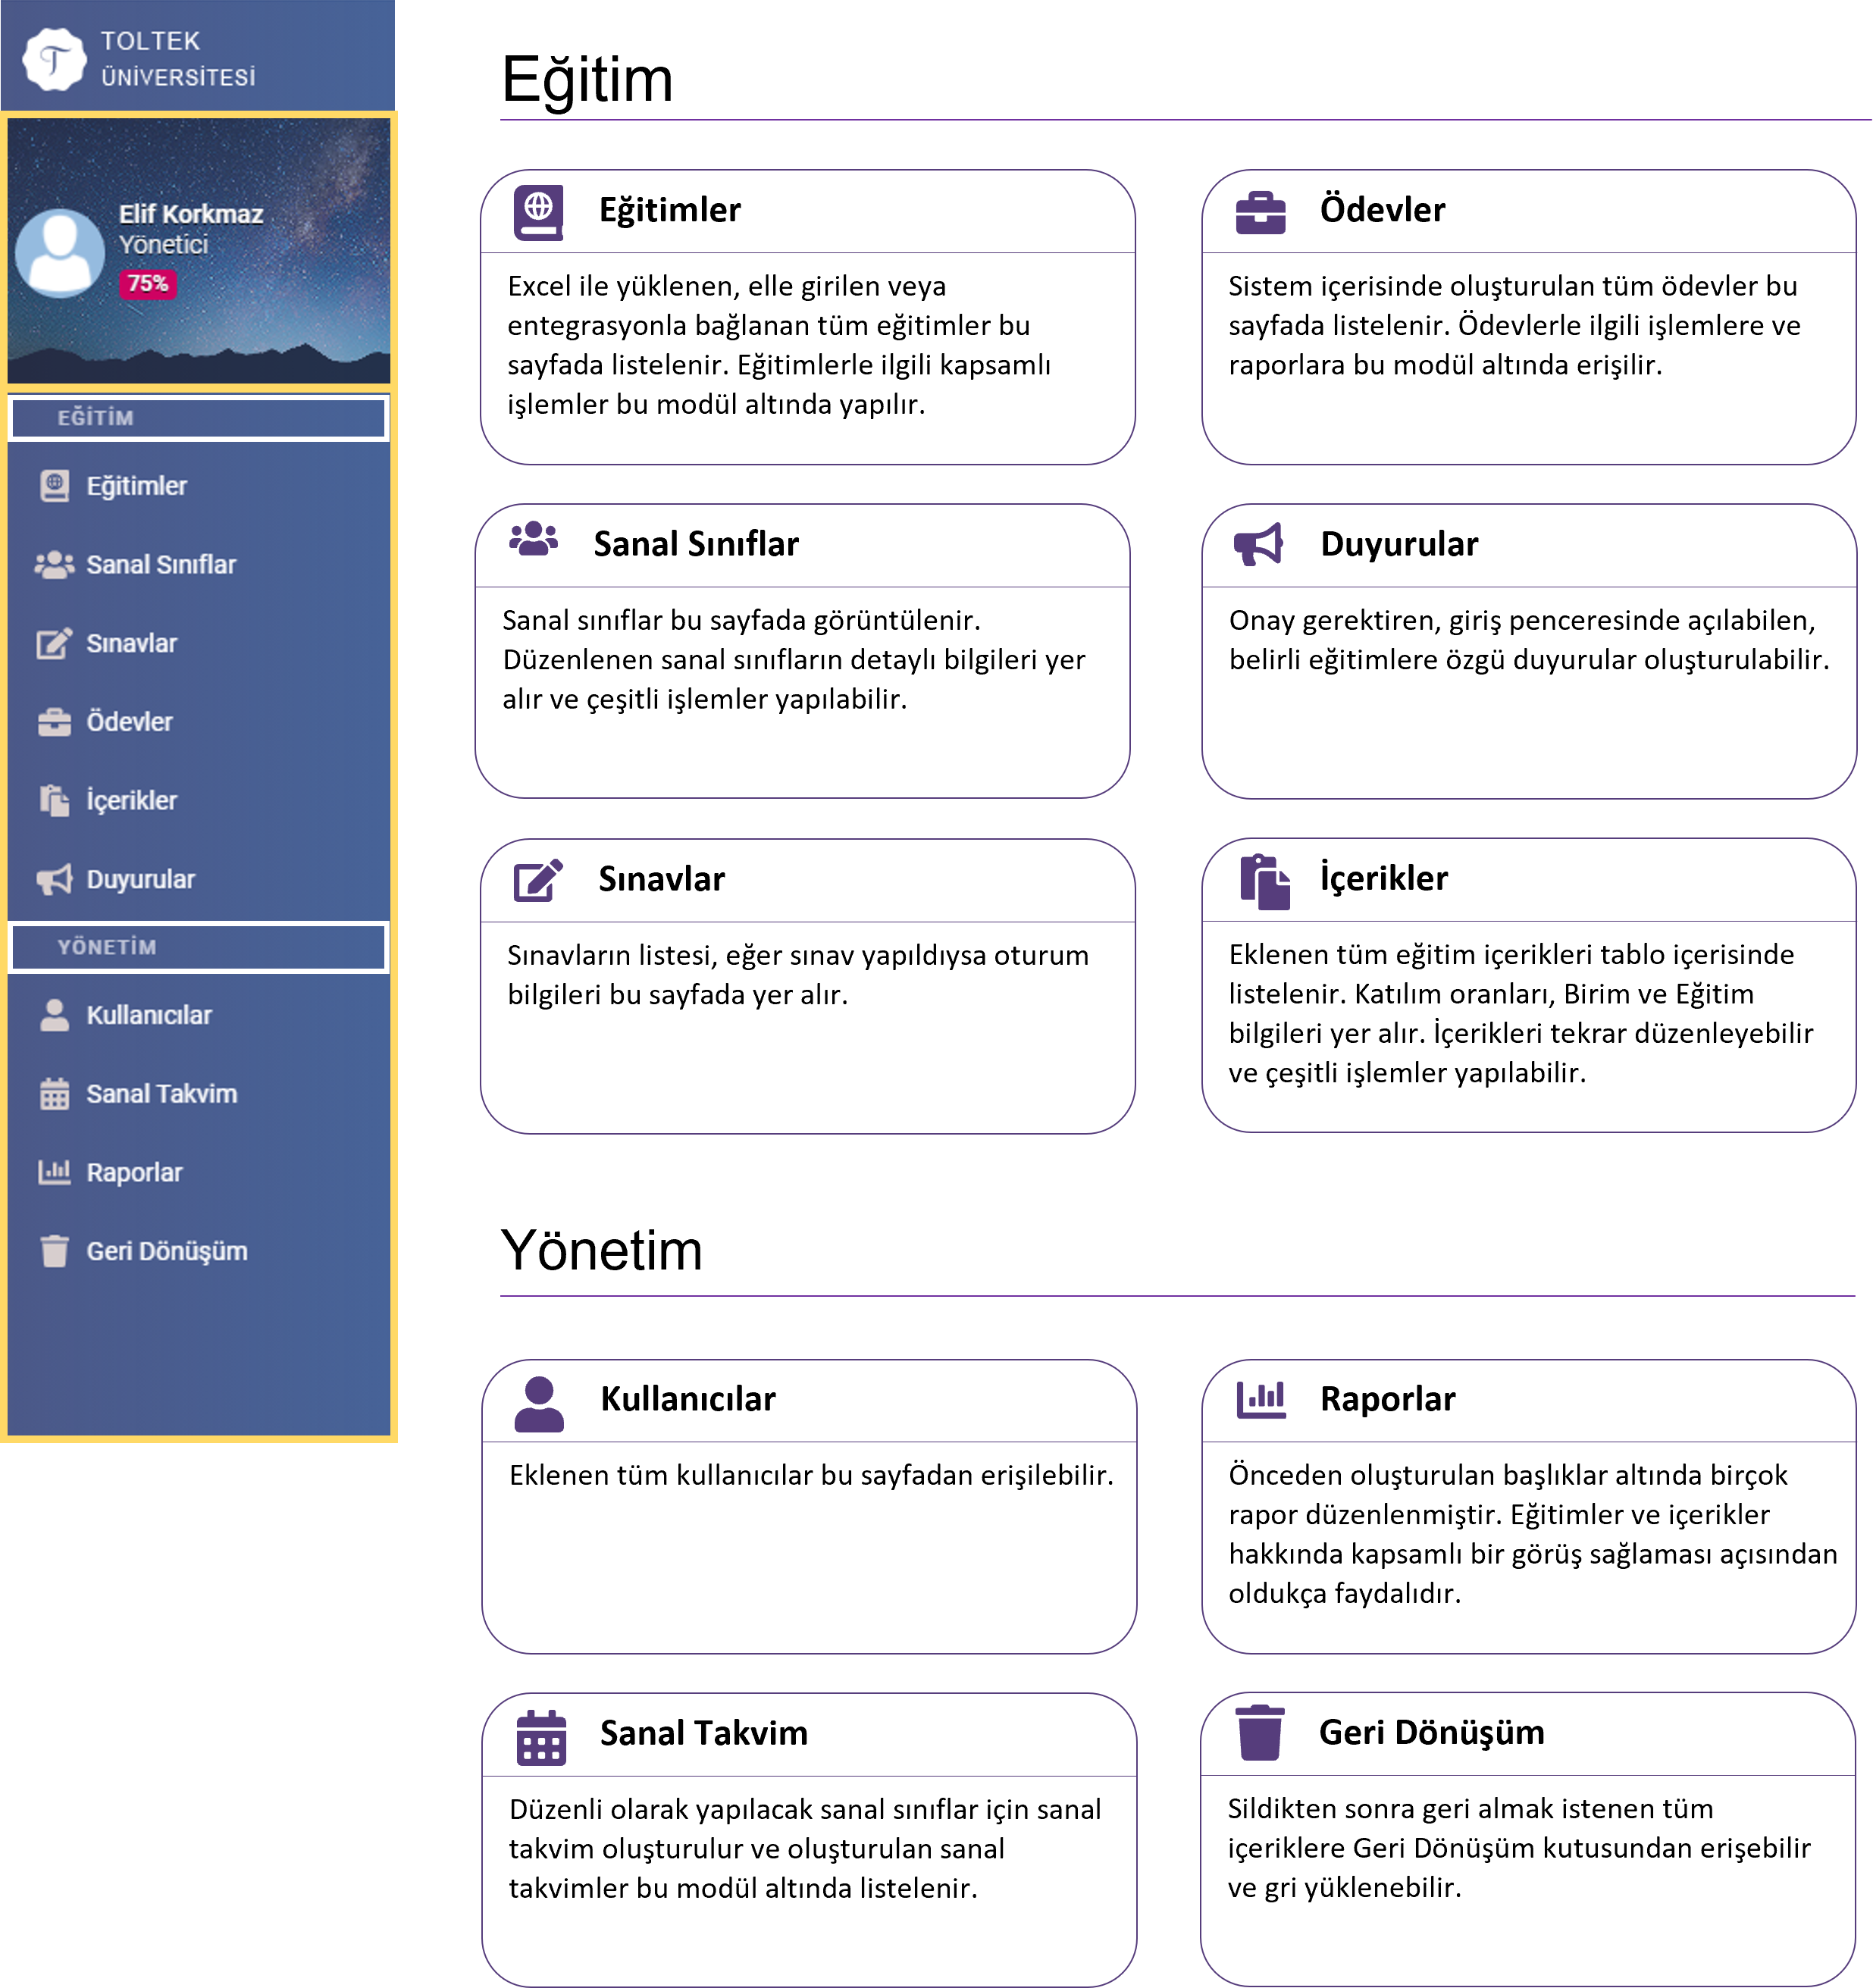 TOLTEK
ÜNİVERSİTESİ
Elif Korkmaz
Yönetici
75%
EĞİTİM
Eğitimler
Sanal Sınıflar
Sınavlar
Ödevler
İçerikler
Duyurular
YÖNETİM
Kullanıcılar
Sanal Takvim
Raporlar
Geri Dönüşüm
Eğitim
Eğitimler
Excel ile yüklenen, elle girilen veya
entegrasyonla bağlanan tüm eğitimler bu
sayfada listelenir. Eğitimlerle ilgili kapsamlı
işlemler bu modül altında yapılır.
Ödevler
Sistem içerisinde oluşturulan tüm ödevler bu
sayfada listelenir. Ödevlerle ilgili işlemlere ve
raporlara bu modül altında erişilir.
Sanal Sınıflar
Sanal sınıflar bu sayfada görüntülenir.
Düzenlenen sanal sınıfların detaylı bilgileri yer
alır ve çeşitli işlemler yapılabilir.
Duyurular
Onay gerektiren, giriş penceresinde açılabilen,
belirli eğitimlere özgü duyurular oluşturulabilir.
Sınavlar
Sınavların listesi, eğer sınav yapıldıysa oturum
bilgileri bu sayfada yer alır.
İçerikler
Eklenen tüm eğitim içerikleri tablo içerisinde
listelenir. Katılım oranları, Birim ve Eğitim
bilgileri yer alır. İçerikleri tekrar düzenleyebilir
ve çeşitli işlemler yapılabilir.
Yönetim
Kullanıcılar
Eklenen tüm kullanıcılar bu sayfadan erişilebilir.
Raporlar
Önceden oluşturulan başlıklar altında birçok
rapor düzenlenmiştir. Eğitimler ve içerikler
hakkında kapsamlı bir görüş sağlaması açısından
oldukça faydalıdır.
Sanal Takvim
Düzenli olarak yapılacak sanal sınıflar için sanal
takvim oluşturulur ve oluşturulan sanal
takvimler bu modül altında listelenir.
Geri Dönüşüm
Sildikten sonra geri almak istenen tüm
içeriklere Geri Dönüşüm kutusundan erişebilir
ve gri yüklenebilir.